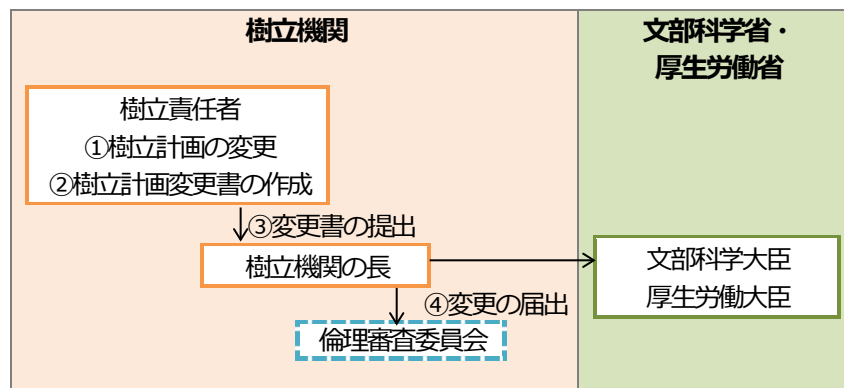 樹立機関
文部科学省・
厚生労働省
樹立責任者
①樹立計画の変更
②樹立計画変更書の作成
③変更書の提出
樹立機関の長
文部科学大臣
厚生労働大臣
④変更の届出
倫理審査委員会